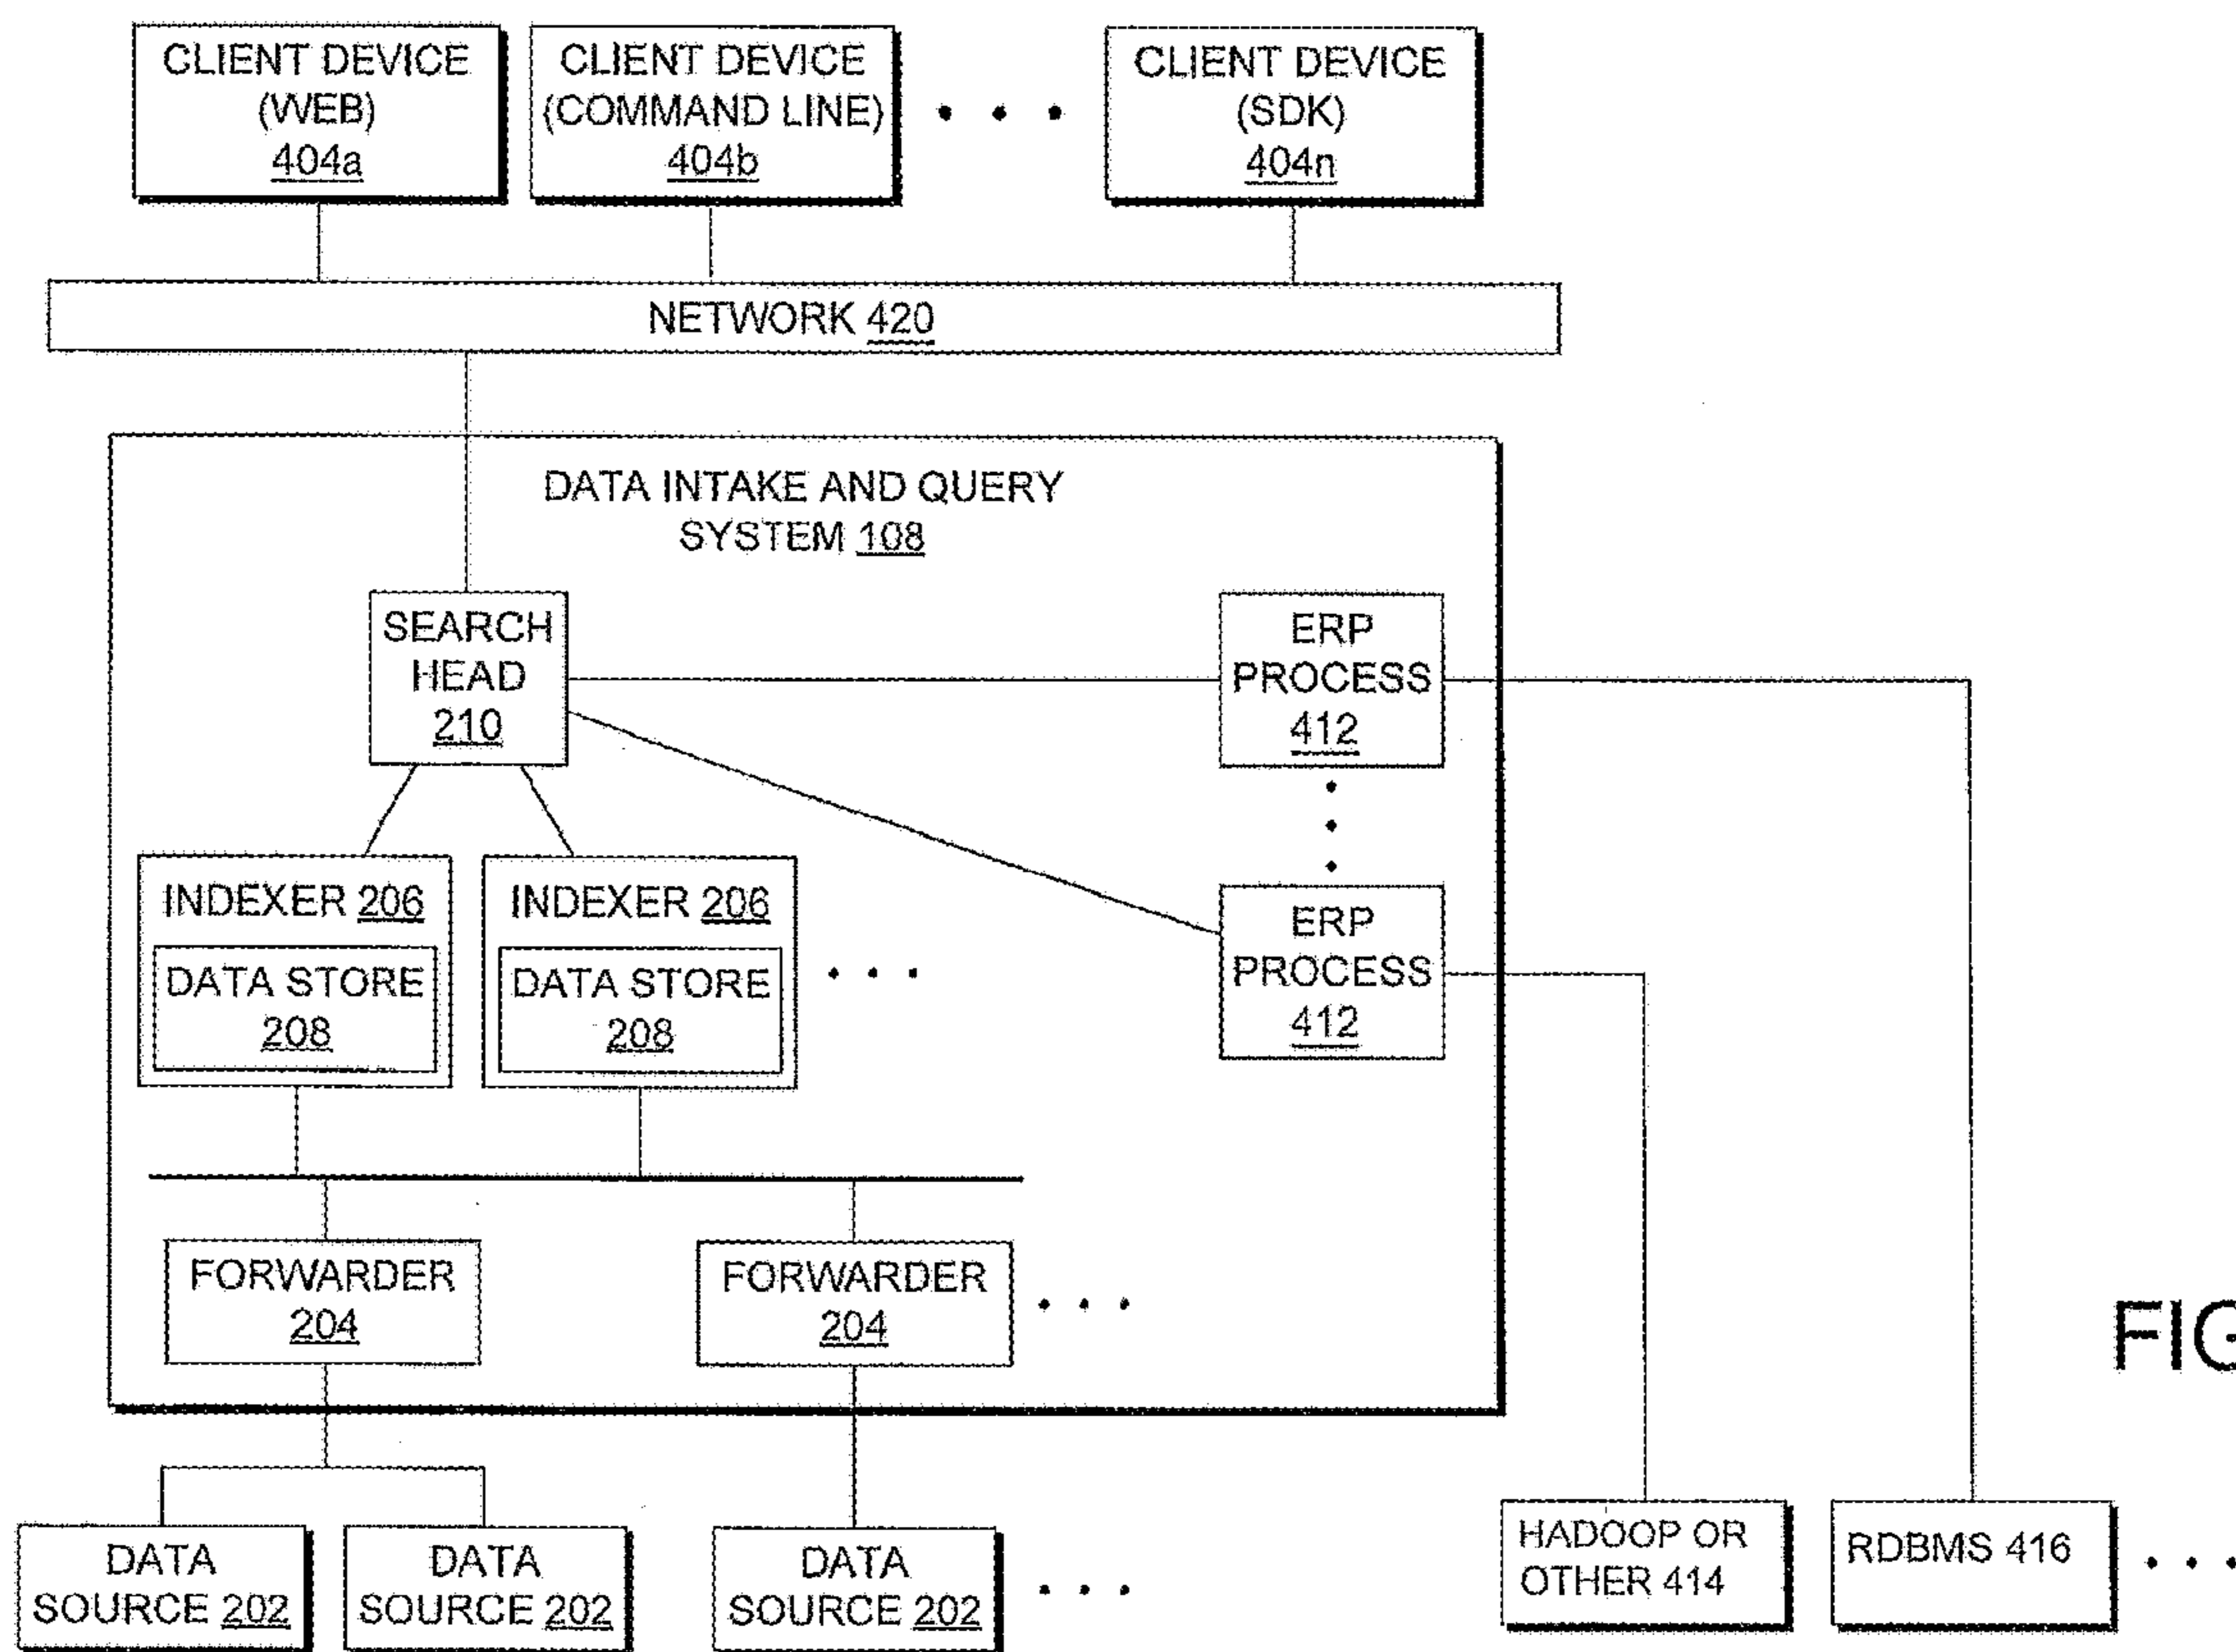 CLIENT DEVICE
(WEB)
404a
CLIENT DEVICE
(COMMAND LINE)
404b
CLIENT DEVICE
(SDK)
404n
NETWORK 420
DATA INTAKE AND QUERY
SYSTEM 108
SEARCH
HEAD
210
ERP
PROCESS
412
INDEXER 206
DATA STORE
208
INDEXER 206
DATA STORE
208
ERP
PROCESS
412
FORWARDER
204
FORWARDER
204
FIG
DATA
SOURCE 202
DATA
SOURCE 202
DATA
SOURCE 202
HADOOP OR
OTHER 414
RDBMS 416